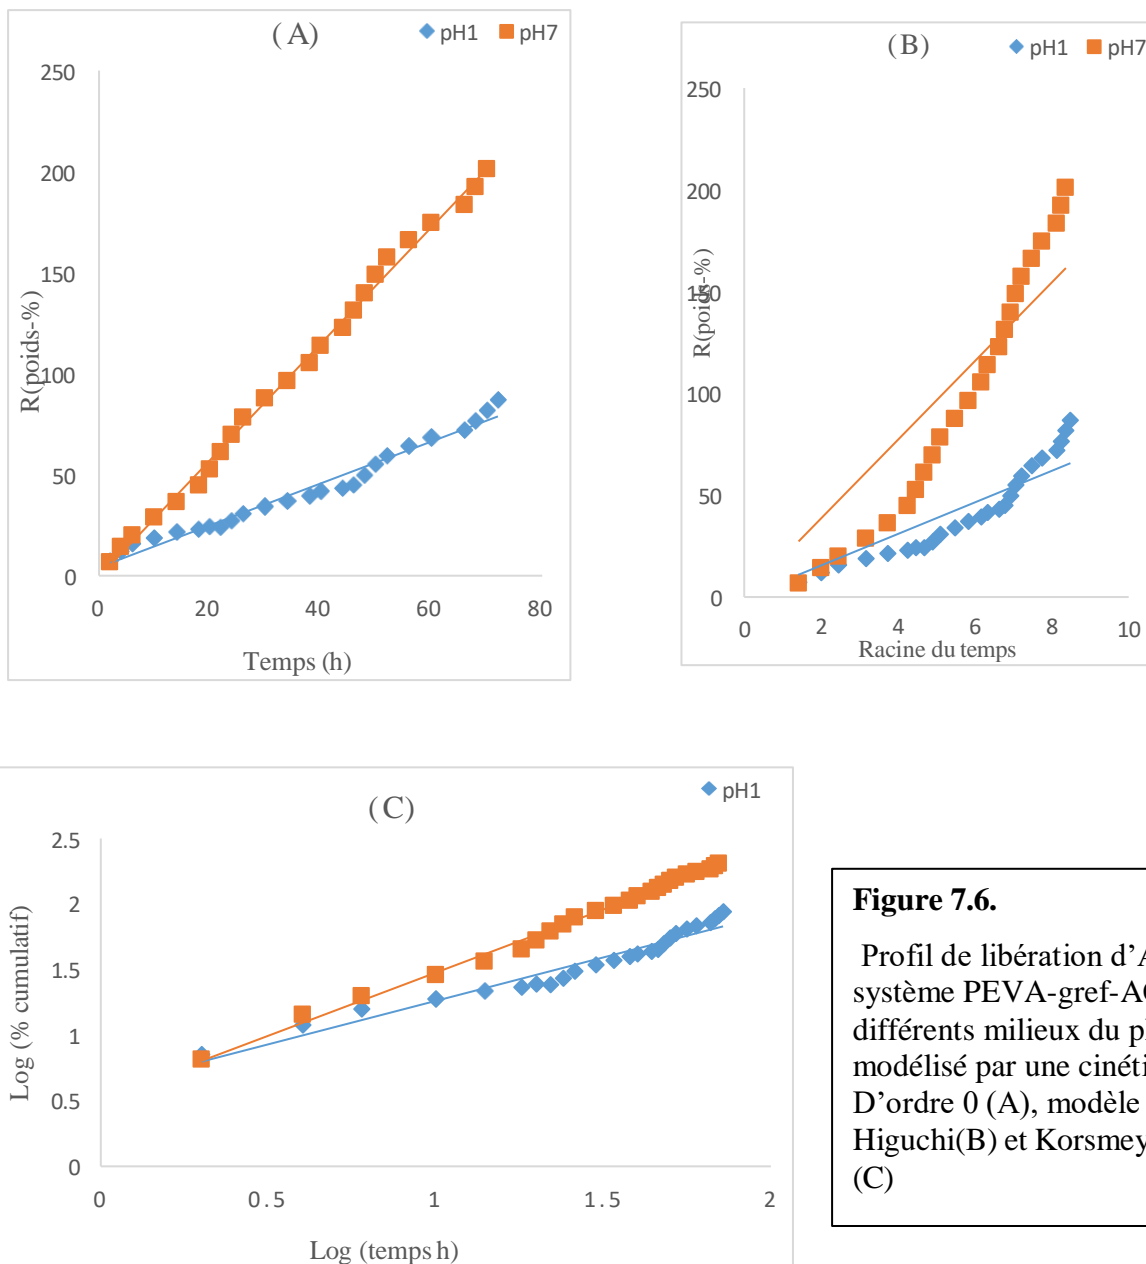 (A)
pH1 pH7
250
200
150
100
50
0
R(poids-%)
0 20 40 60 80
Temps (h)
(B)
pH1 pH7
250
200
150
100
50
0
R(poids-%)
0 2 4 6 8 10
Racine du temps
(C)
pH1
2.5
2
1.5
1
0.5
0
Log (% cumulatif)
0 0.5 1 1.5 2
Log (temps h)
Figure 7.6.
Profil de libération d'A
système PEVA-gref-A
différents milieux du p
modélisé par une cinéti
D'ordre 0 (A), modèle
Higuchi(B) et Korsmey
(C)